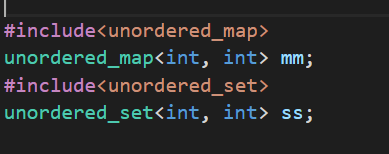 #include<unordered_map>
unordered_map<int, int> mm;
#include<unordered_set>
unordered_set<int, int> ss;